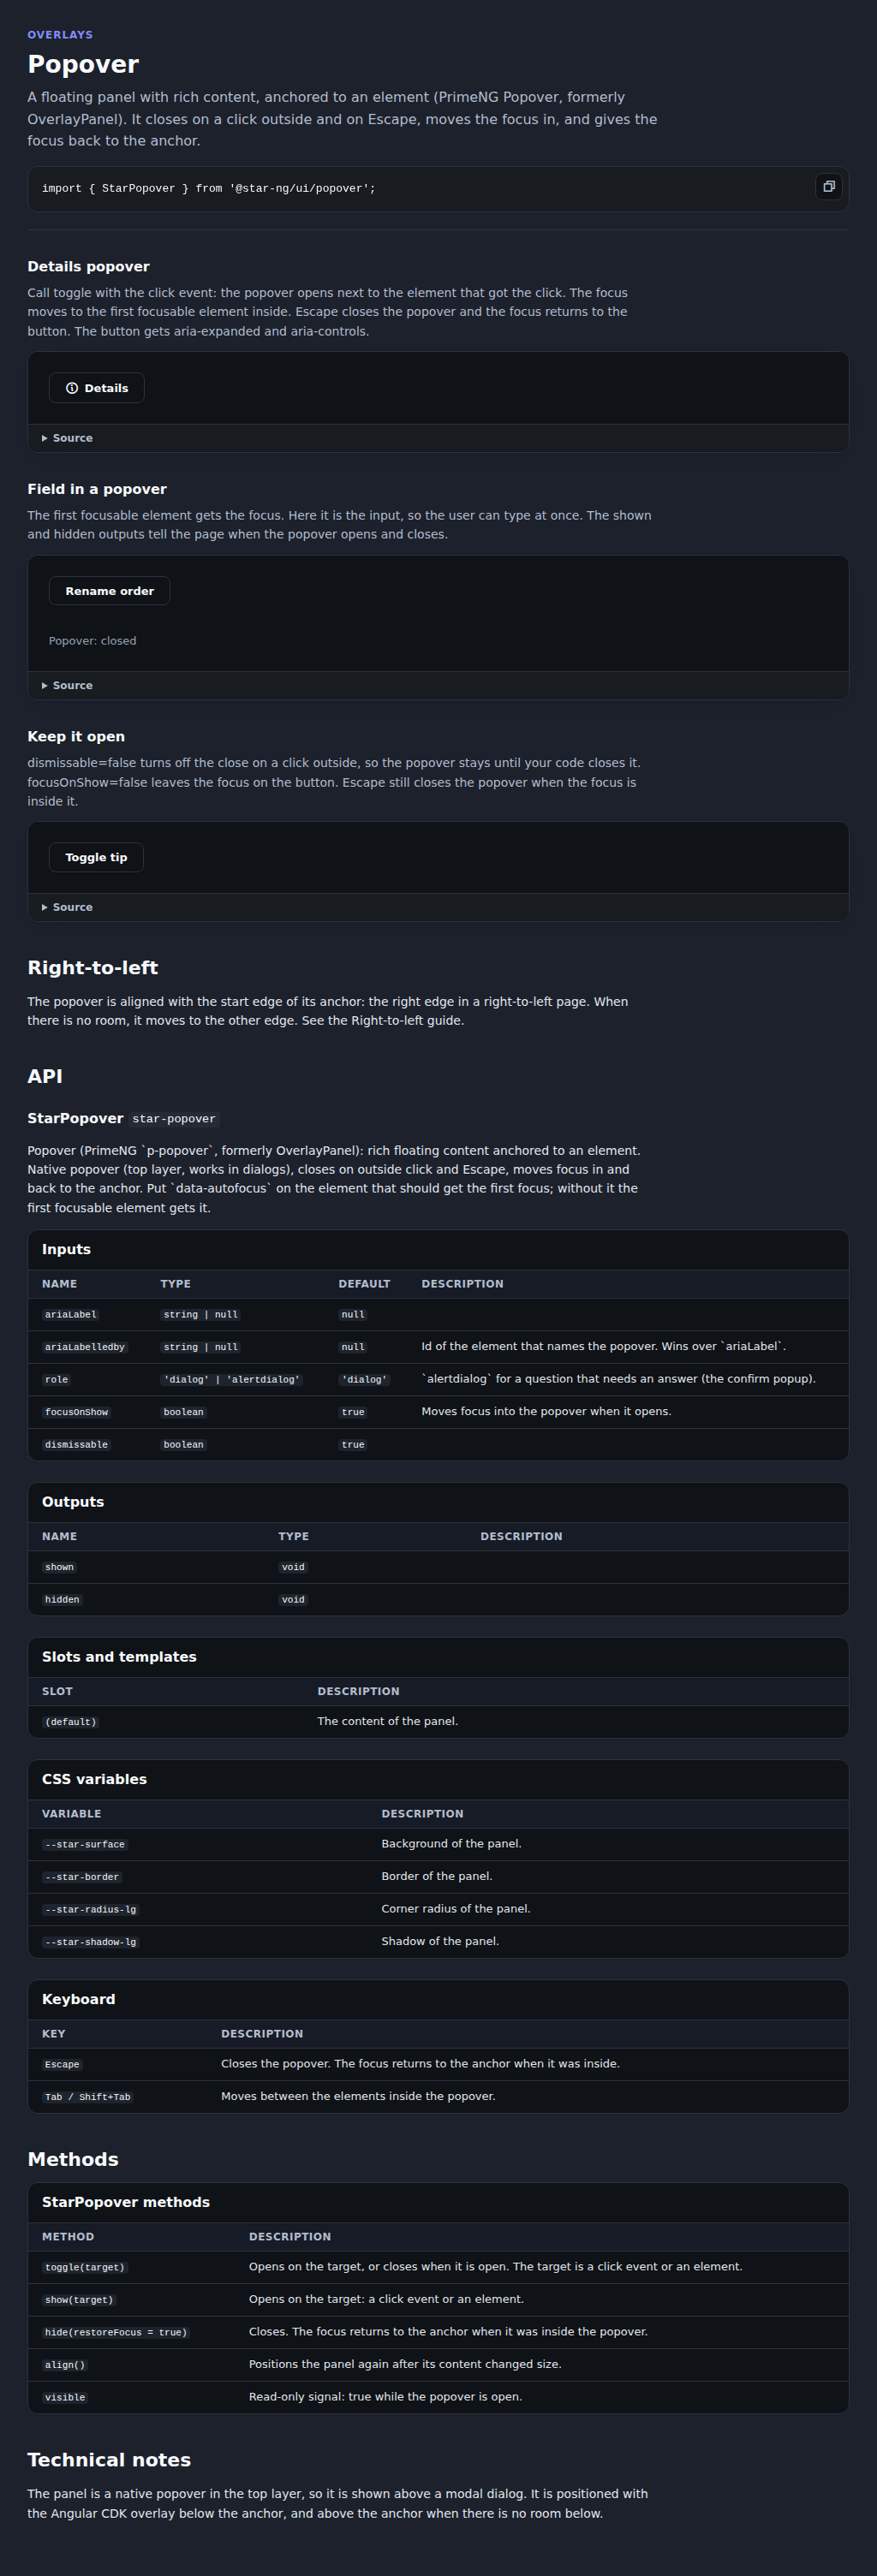 OVERLAYS
Popover
A floating panel with rich content, anchored to an element (PrimeNG Popover, formerly
OverlayPanel). It closes on a click outside and on Escape, moves the focus in, and gives the
focus back to the anchor.
import { StarPopover } from '@star-ng/ui/popover';
Details popover
Call toggle with the click event: the popover opens next to the element that got the click. The focus
moves to the first focusable element inside. Escape closes the popover and the focus returns to the
button. The button gets aria-expanded and aria-controls.
Details
Source
Field in a popover
The first focusable element gets the focus. Here it is the input, so the user can type at once. The shown
and hidden outputs tell the page when the popover opens and closes.
Rename order
Popover: closed
Source
Keep it open
dismissable=false turns off the close on a click outside, so the popover stays until your code closes it.
focusOnShow=false leaves the focus on the button. Escape still closes the popover when the focus is
inside it.
Toggle tip
Source
Right-to-left
The popover is aligned with the start edge of its anchor: the right edge in a right-to-left page. When
there is no room, it moves to the other edge. See the Right-to-left guide.
API
StarPopover star-popover
Popover (PrimeNG `p-popover`, formerly OverlayPanel): rich floating content anchored to an element.
Native popover (top layer, works in dialogs), closes on outside click and Escape, moves focus in and
back to the anchor. Put `data-autofocus` on the element that should get the first focus; without it the
first focusable element gets it.
Inputs
NAME TYPE DEFAULT DESCRIPTION
ariaLabel string | null null
ariaLabelledby string | null null Id of the element that names the popover. Wins over `ariaLabel`.
role 'dialog' | 'alertdialog' 'dialog' `alertdialog` for a question that needs an answer (the confirm popup).
focusOnShow boolean true Moves focus into the popover when it opens.
dismissable boolean true
Outputs
NAME TYPE DESCRIPTION
shown void
hidden void
Slots and templates
SLOT DESCRIPTION
(default) The content of the panel.
CSS variables
VARIABLE DESCRIPTION
--star-surface Background of the panel.
--star-border Border of the panel.
--star-radius-lg Corner radius of the panel.
--star-shadow-lg Shadow of the panel.
Keyboard
KEY DESCRIPTION
Escape Closes the popover. The focus returns to the anchor when it was inside.
Tab / Shift+Tab Moves between the elements inside the popover.
Methods
StarPopover methods
METHOD DESCRIPTION
toggle(target) Opens on the target, or closes when it is open. The target is a click event or an element.
show(target) Opens on the target: a click event or an element.
hide(restoreFocus = true) Closes. The focus returns to the anchor when it was inside the popover.
align() Positions the panel again after its content changed size.
visible Read-only signal: true while the popover is open.
Technical notes
The panel is a native popover in the top layer, so it is shown above a modal dialog. It is positioned with
the Angular CDK overlay below the anchor, and above the anchor when there is no room below.